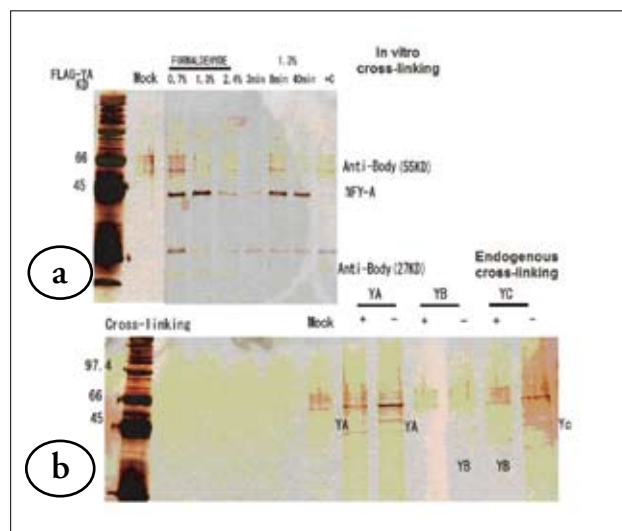 FORMALDEHYDE 1.3% In vitro
cross-linking
FLAG-YA
KD Mock 0.7% 1.3% 2.6% 3min 8min 40min +C
66 Anti-Body(55KD)
45 NFY-A
a Anti-Body(27KD) Endogenous
cross-linking
YA YB YC
Cross-linking Mock + - + - + -
97.4
66
45 YA YA Yc
b YB YB